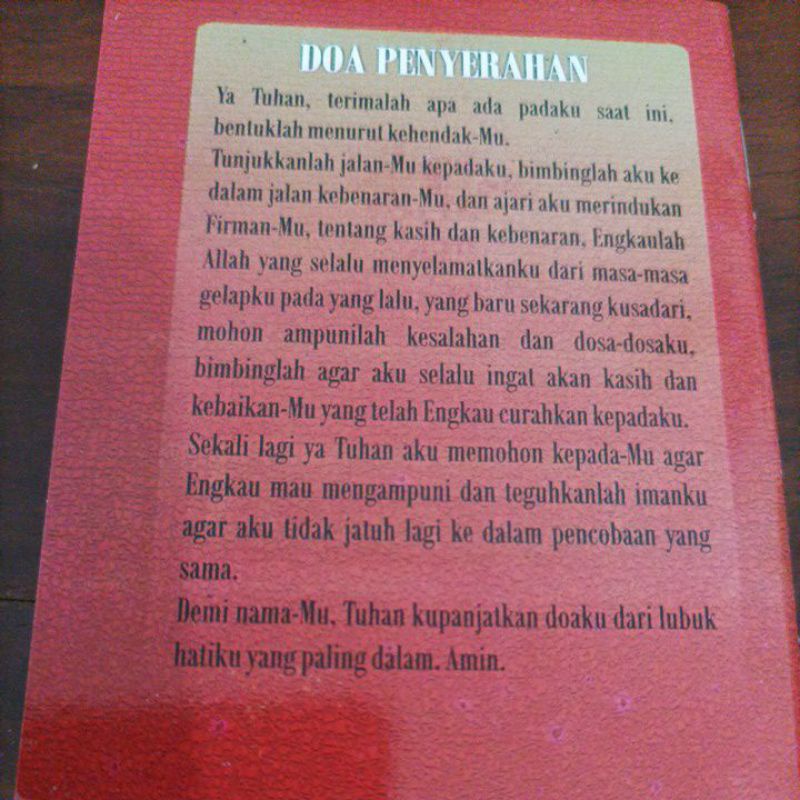 DOA PENYERAHAN
Ya Tuhan, terimalah apa ada padaku saat ini,
bentuklah menurut kehendak-Mu.
Tunjukkanlah jalan-Mu kepadaku, bimbinglah aku ke
dalam jalan kebenaran-Mu, dan ajari aku merindukan
Firman-Mu, tentang kasih dan kebenaran, Engkaulah
Allah yang selalu menyelamatkanku dari masa-masa
gelapku pada yang lalu, yang baru sekarang kusadari,
mohon ampunilah kesalahan dan dosa-dosaku,
bimbinglah agar aku selalu ingat akan kasih dan
kebaikan-Mu yang telah Engkau curahkan kepadaku.
Sekali lagi ya Tuhan aku memohon kepada-Mu agar
Engkau mau mengampuni dan teguhkanlah imanku
agar aku tidak jatuh lagi ke dalam pencobaan yang
sama.
Demi nama-Mu, Tuhan kupanjatkan doaku dari lubuk
hatiku yang paling dalam. Amin.